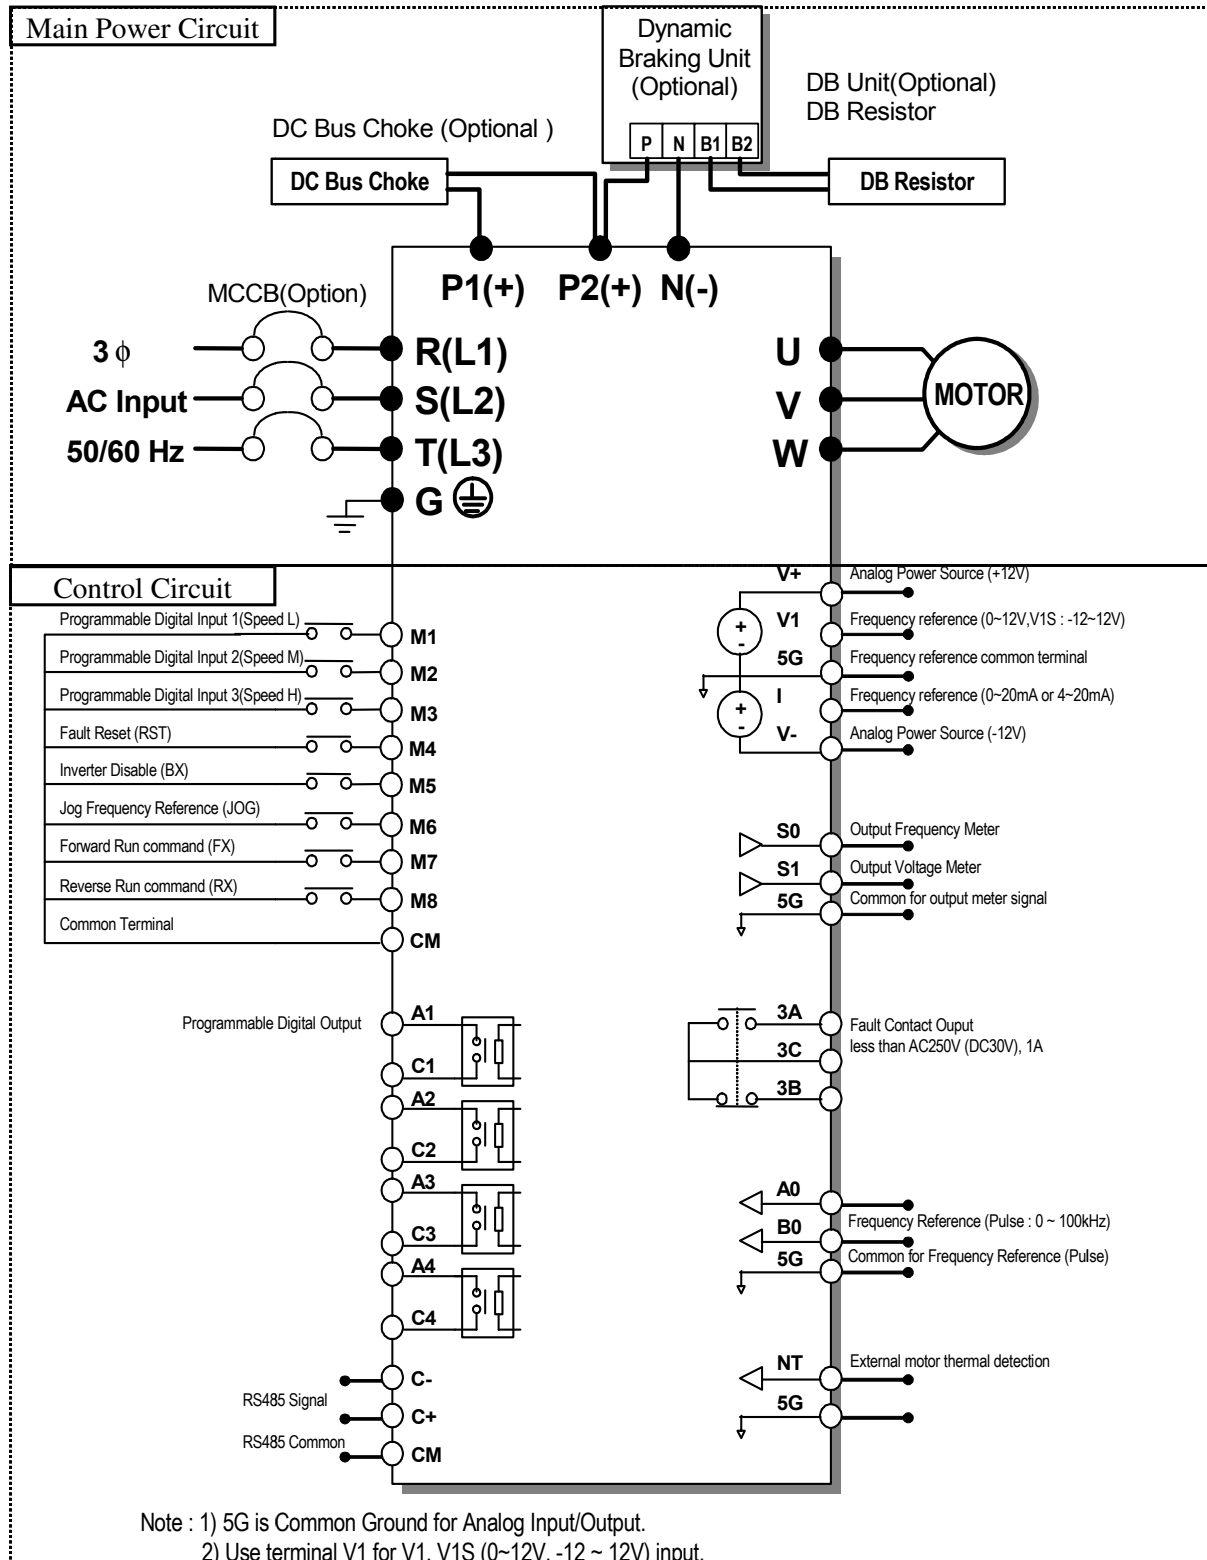 Main Power Circuit
Dynamic
Braking Unit
(Optional)
P N B1 B2
DB Unit(Optional)
DB Resistor
DC Bus Choke (Optional )
DC Bus Choke
DB Resistor
P1(+) P2(+) N(-)
MCCB(Option)
3 ϕ
AC Input
50/60 Hz
R(L1)
S(L2)
T(L3)
G
U
V
W
MOTOR
Control Circuit
Programmable Digital Input 1(Speed L)
M1
Programmable Digital Input 2(Speed M)
M2
Programmable Digital Input 3(Speed H)
M3
Fault Reset (RST)
M4
Inverter Disable (BX)
M5
Jog Frequency Reference (JOG)
M6
Forward Run command (FX)
M7
Reverse Run command (RX)
M8
Common Terminal
CM
Programmable Digital Output
A1
C1
A2
C2
A3
C3
A4
C4
C-
RS485 Signal
C+
RS485 Common
CM
V+ Analog Power Source (+12V)
+
-
V1 Frequency reference (0~12V,V1S : -12~12V)
5G Frequency reference common terminal
+
-
I Frequency reference (0~20mA or 4~20mA)
V- Analog Power Source (-12V)
S0 Output Frequency Meter
S1 Output Voltage Meter
5G Common for output meter signal
3A Fault Contact Ouput
less than AC250V (DC30V), 1A
3C
3B
A0
B0 Frequency Reference (Pulse : 0 ~ 100kHz)
5G Common for Frequency Reference (Pulse)
NT External motor thermal detection
5G
Note : 1) 5G is Common Ground for Analog Input/Output.
2) Use terminal V1 for V1, V1S (0~12V, -12 ~ 12V) input.